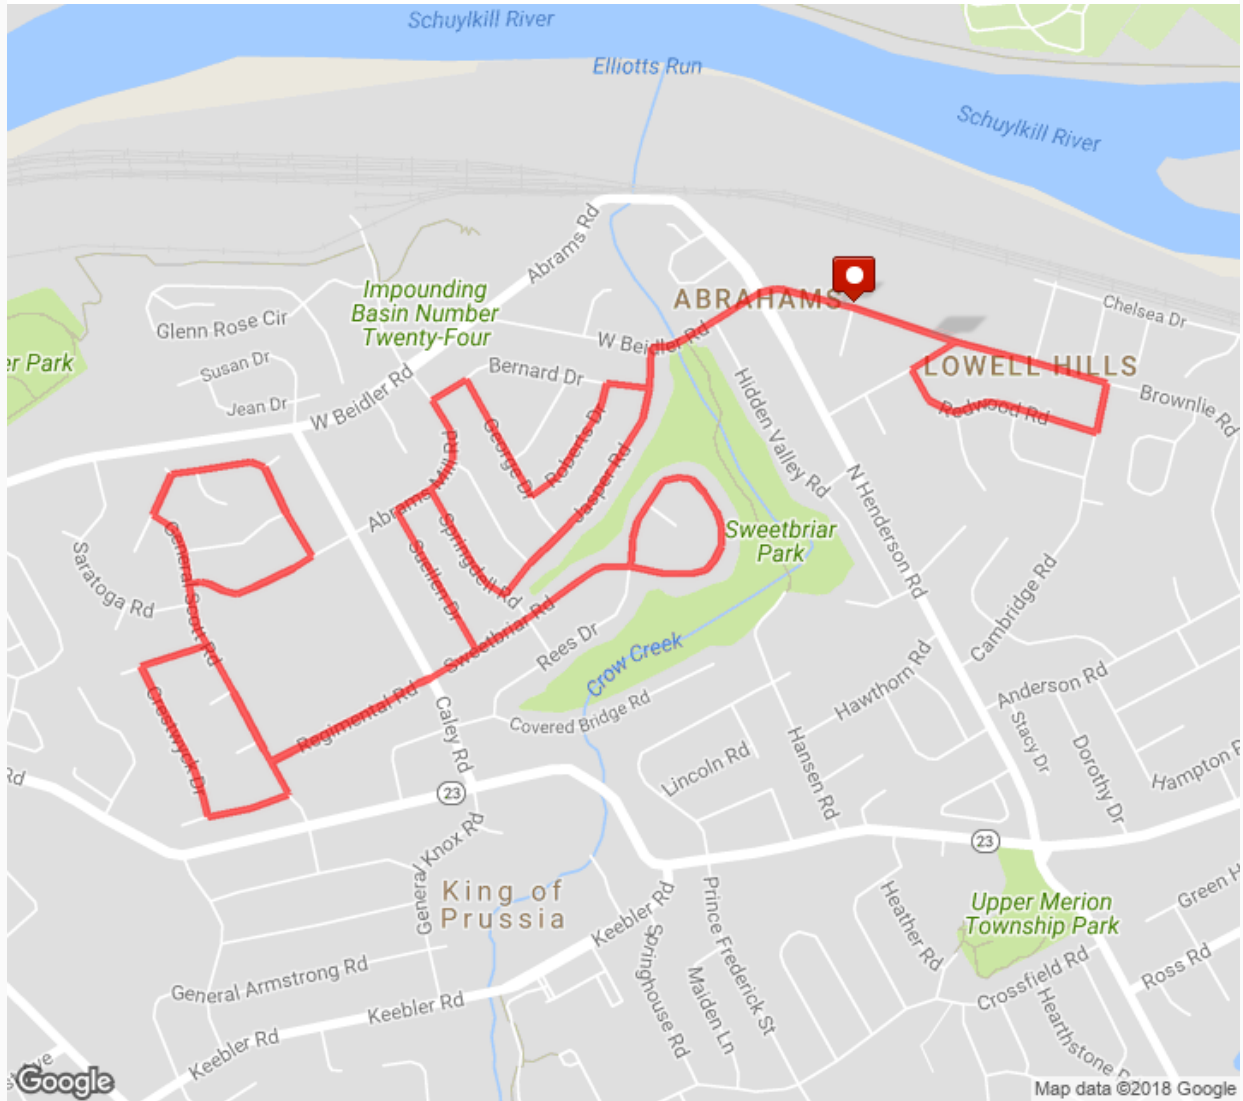 Schuylkill River
Elliotts Run
Schuylkill River
Abrams Rd
Impounding
Basin Number
Twenty-Four
ABRAHAMS
Chelsea Dr
Glenn Rose Cir
W Beidler Rd
er Park
Susan Dr
Bernard Dr
LOWELL HILLS
Hidden Valley Rd
Brownlie Rd
Jean Dr
W Beidler Rd
Redwood Rd
George Dr
Roberts Dr
Abrams Mill Rd
Jasper Rd
N Henderson Rd
Sweetbriar
Park
General Scott Rd
Springdell Rd
Suellen Dr
Saratoga Rd
Sweetbriar Rd
Cambridge Rd
Rees Dr
Crow Creek
Hawthorn Rd
Anderson Rd
Crestwyck Dr
Regimental Rd
Caley Rd
Covered Bridge Rd
Stacy Dr
Lincoln Rd
Hansen Rd
Dorothy Dr
Hampton R
Rd
23
23
General Knox Rd
King of
Prussia
Keebler Rd
Prince Frederick St
Heather Rd
Upper Merion
Township Park
Green H
Springhouse Rd
Maiden Ln
General Armstrong Rd
Crossfield Rd
Ross Rd
Keebler Rd
Hearthstone D
Keebler Rd
st Ave
Google
Map data ©2018 Google